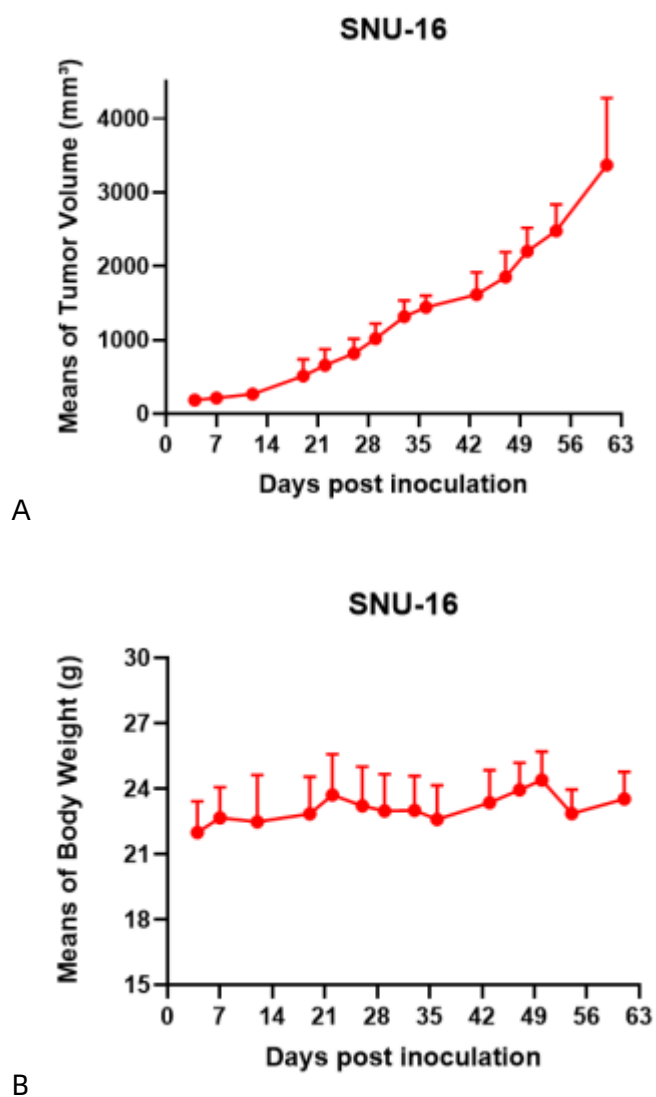 SNU-16
Means of Tumor Volume (mm³)
4000
3000
2000
1000
0
0 7 14 21 28 35 42 49 56 63
Days post inoculation
A
SNU-16
Means of Body Weight (g)
30
27
24
21
18
15
0 7 14 21 28 35 42 49 56 63
Days post inoculation
B